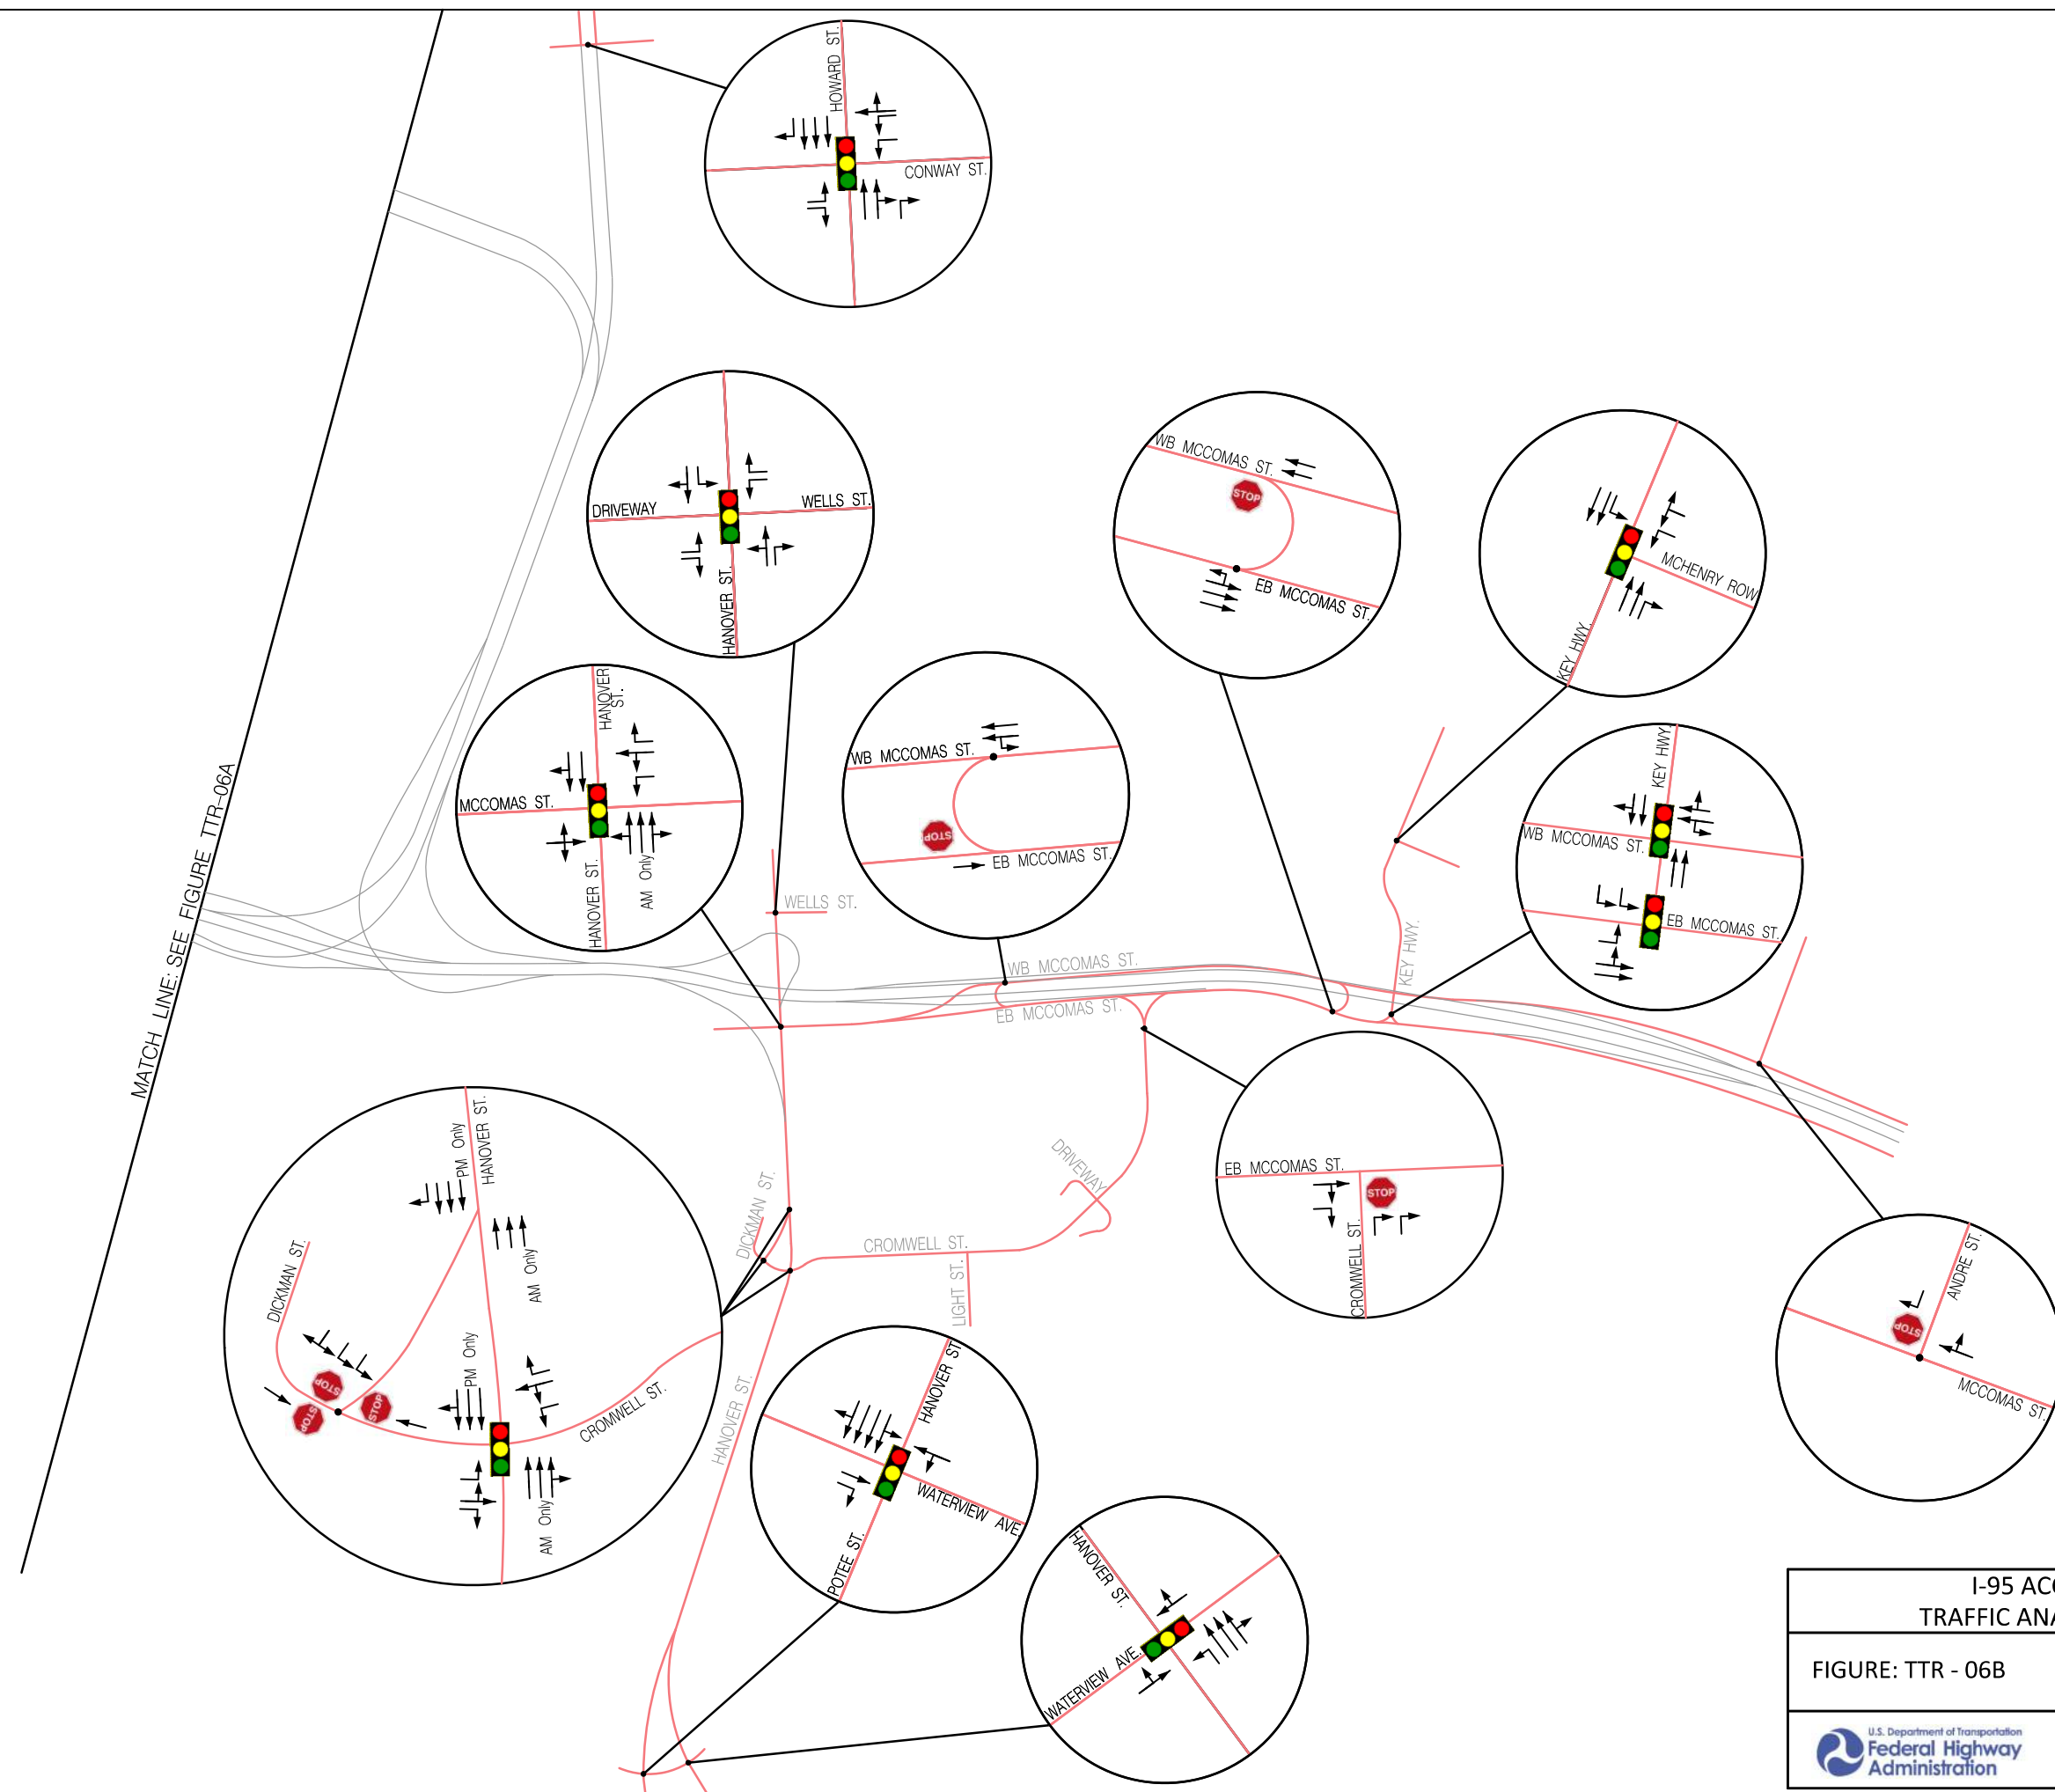 HOWARD ST.
CONWAY ST.
MATCH LINE: SEE FIGURE TTR-06A
DRIVEWAY
WELLS ST.
HANOVER ST.
WB MCCOMAS ST.
STOP
EB MCCOMAS ST.
KEY HWY.
MCHENRY ROW
HANOVER
ST.
MCCOMAS ST.
HANOVER ST.
AM Only
WB MCCOMAS ST.
STOP
EB MCCOMAS ST.
KEY HWY.
WB MCCOMAS ST.
EB MCCOMAS ST.
WELLS ST.
WB MCCOMAS ST.
EB MCCOMAS ST.
KEY HWY.
DICKMAN ST.
CROMWELL ST.
LIGHT ST.
DRIVEWAY
HANOVER ST.
PM Only
HANOVER ST.
AM Only
DICKMAN ST.
PM Only
STOP
STOP
STOP
CROMWELL ST.
AM Only
EB MCCOMAS ST.
STOP
CROMWELL ST.
ANDRE ST.
STOP
MCCOMAS ST.
HANOVER ST.
WATERVIEW AVE.
POTEE ST.
HANOVER ST.
WATERVIEW AVE.
I-95 ACC
TRAFFIC ANA
FIGURE: TTR - 06B
U.S. Department of Transportation
Federal Highway
Administration